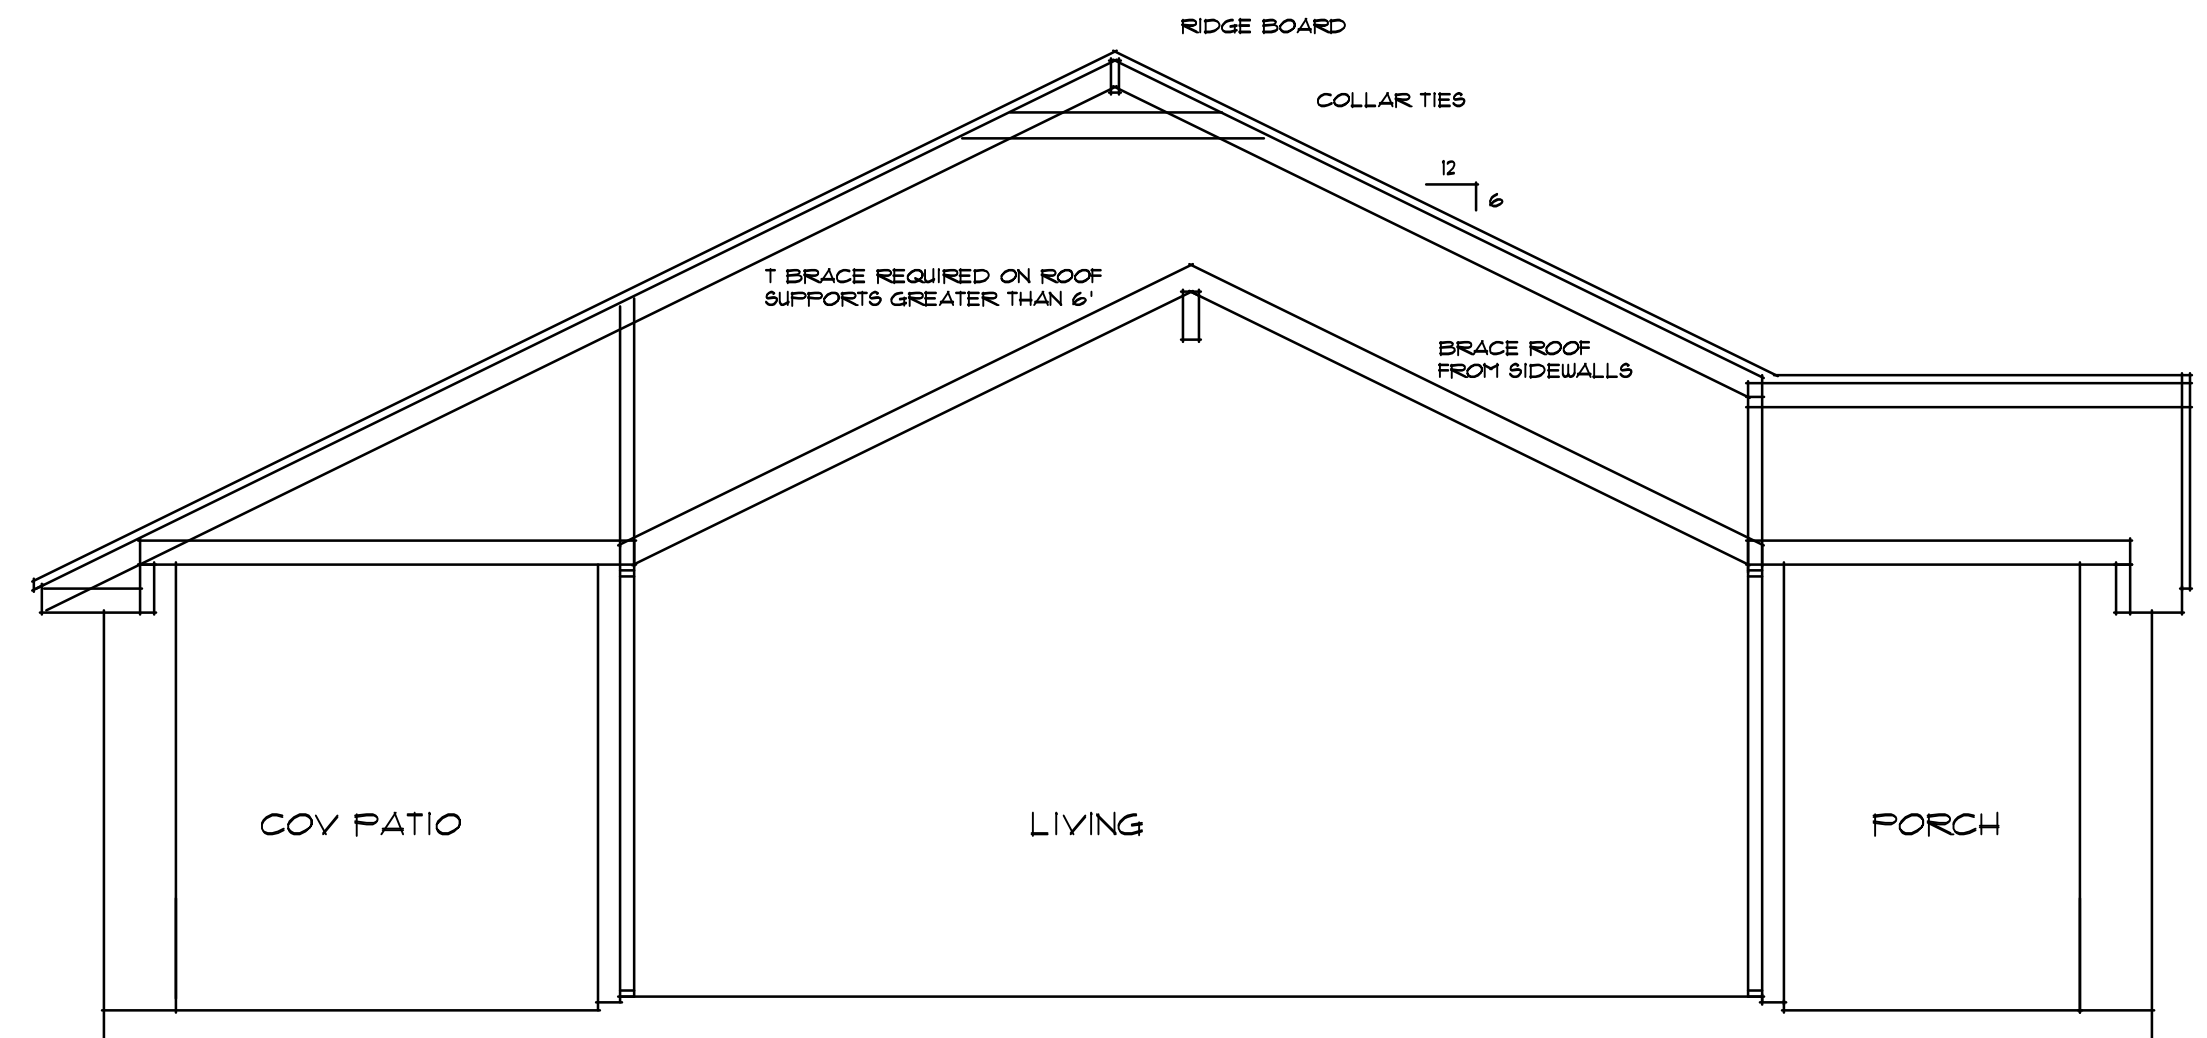 RIDGE BOARD
COLLAR TIES
12
6
T BRACE REQUIRED ON ROOF
SUPPORTS GREATER THAN 6'
BRACE ROOF
FROM SIDEWALLS
COV PATIO
LIVING
PORCH